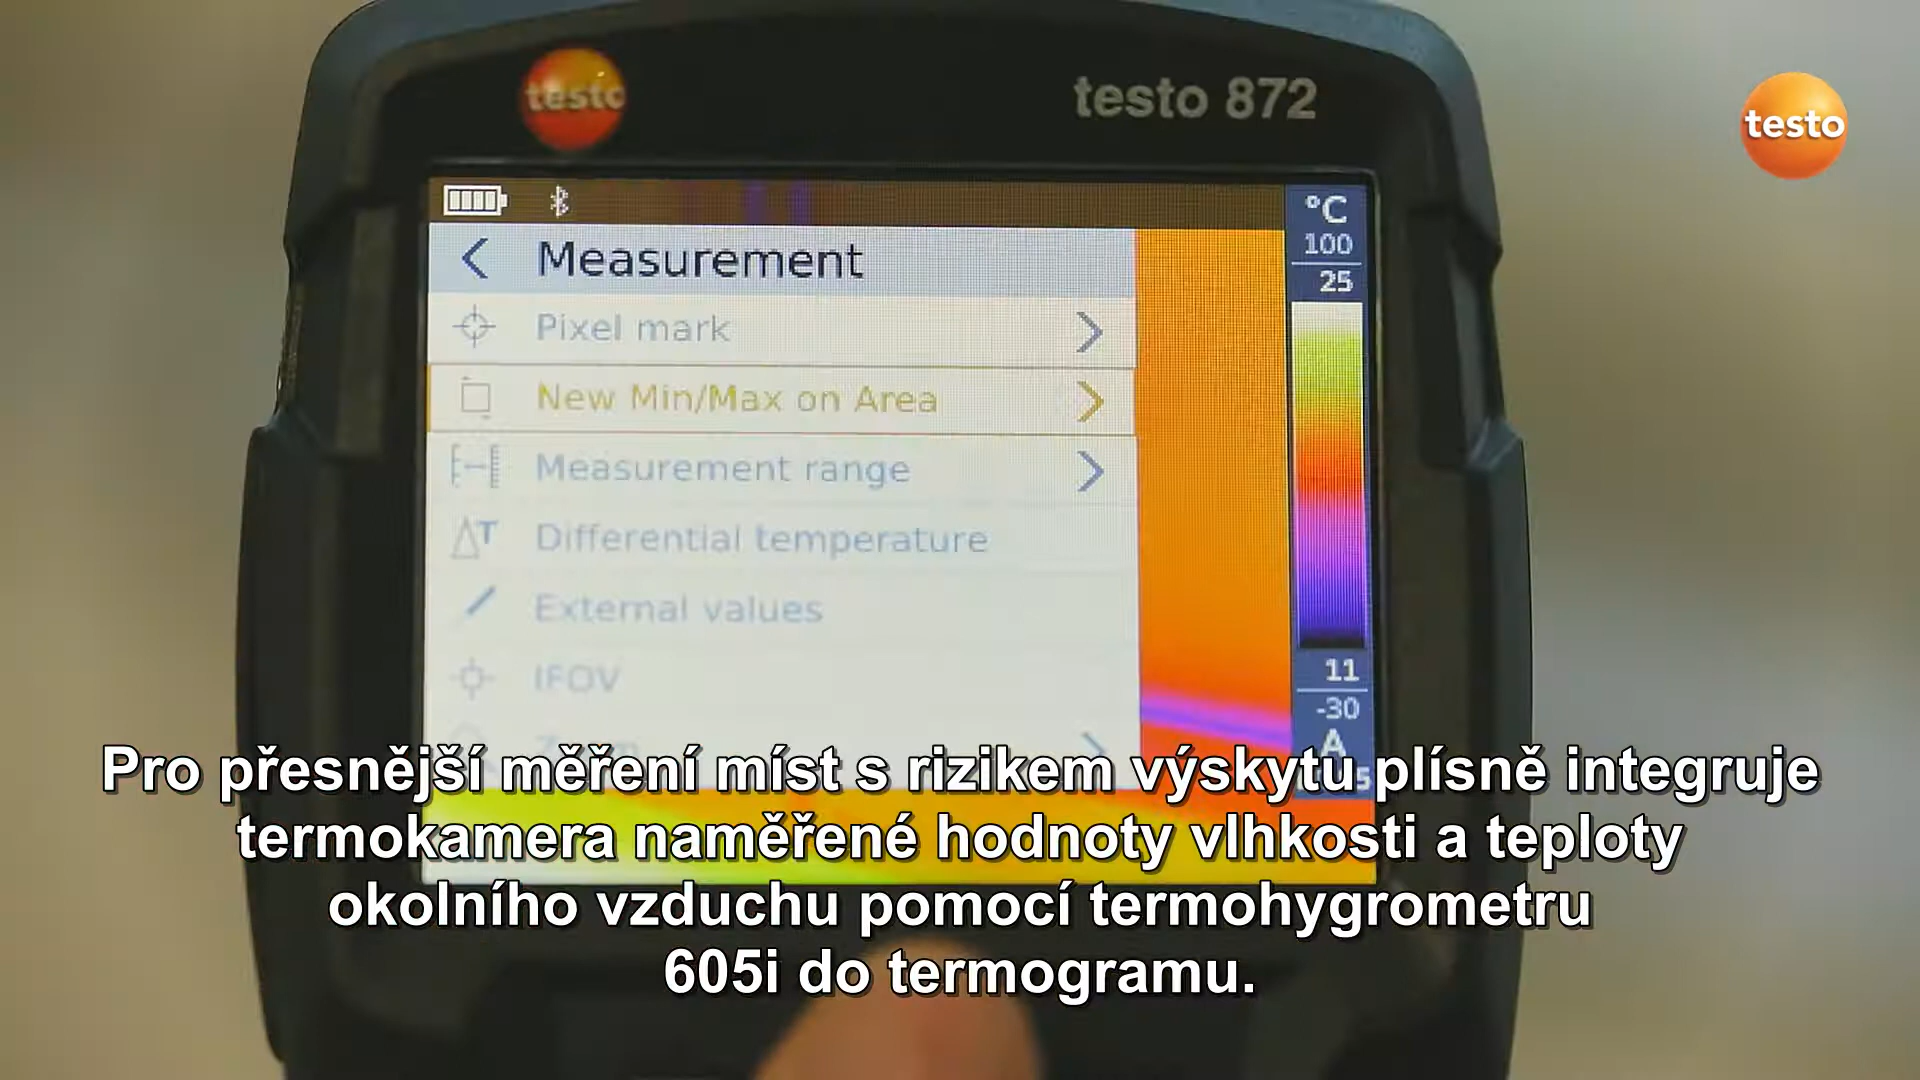 testo
testo 872
testo
°C
100
25
Measurement
Pixel mark
New Min/Max on Area
Measurement range
ΔT Differential temperature
External values
IFOV
Zoom
11
-30
A
Pro přesnější měření míst s rizikem výskytu plísně integruje
termokamera naměřené hodnoty vlhkosti a teploty
okolního vzduchu pomocí termohygrometru
605i do termogramu.